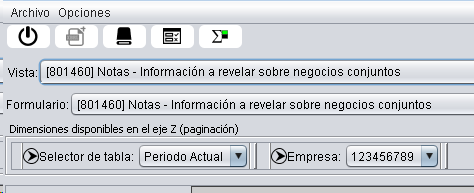 Archivo Opciones
Σ
Vista: [801460] Notas - Información a revelar sobre negocios conjuntos
Formulario: [801460] Notas - Información a revelar sobre negocios conjuntos
Dimensiones disponibles en el eje Z (paginación)
Selector de tabla: Periodo Actual Empresa: 123456789